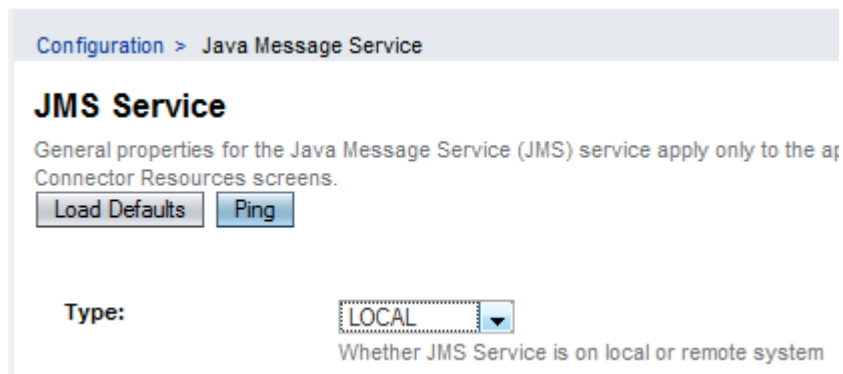 Configuration > Java Message Service
JMS Service
General properties for the Java Message Service (JMS) service apply only to the
Connector Resources screens.
Load Defaults Ping
Type: LOCAL
Whether JMS Service is on local or remote system